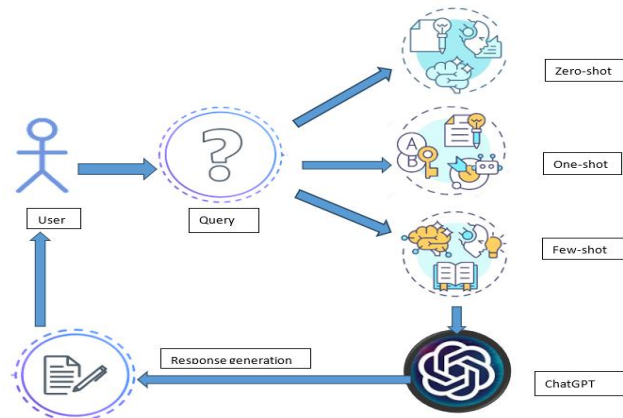 Zero-shot
A
B
One-shot
User
Query
Few-shot
Response generation
ChatGPT